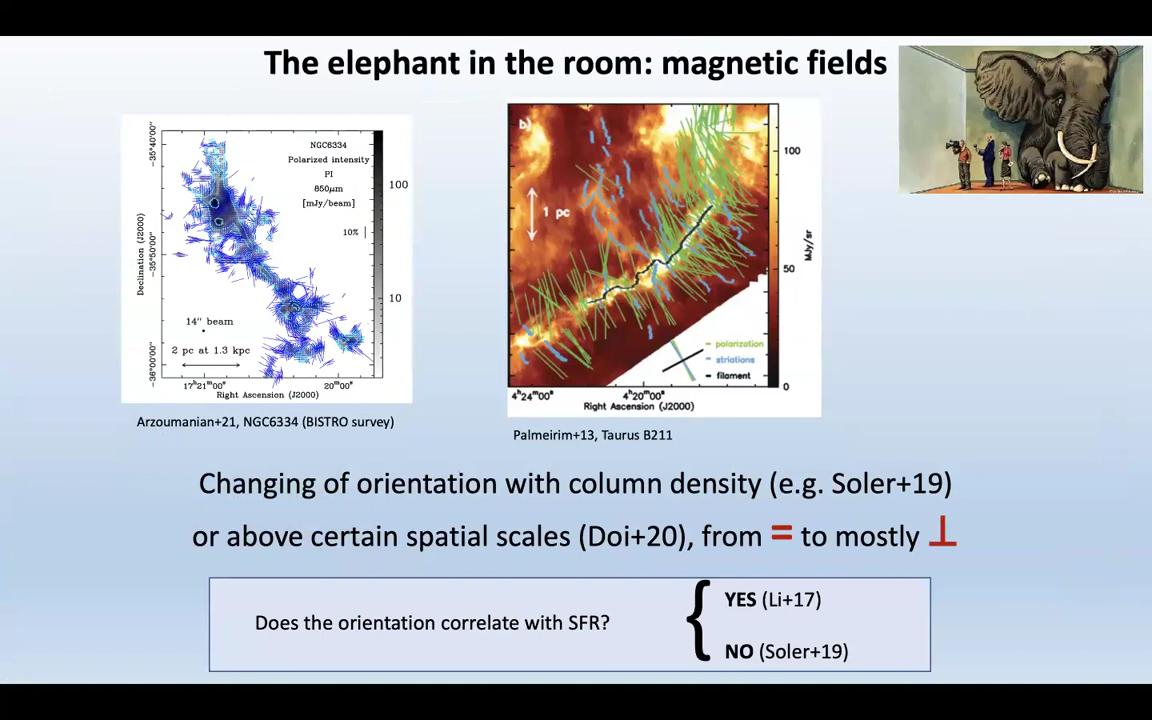 The elephant in the room: magnetic fields
NGC6334
Polarized intensity
PI
850μm
[mJy/beam]
10%
14" beam
2 pc at 1.3 kpc
-35°40'00"
-35°50'00"
-36°00'00"
Declination (J2000)
17h21m00s
20m00s
Right Ascension (J2000)
100
10
Arzoumanian+21, NGC6334 (BISTRO survey)
b)
1 pc
polarization
striations
filament
4h24m00s
4h20m00s
Right Ascension (J2000)
100
50
0
MJy/sr
Palmeirim+13, Taurus B211
Changing of orientation with column density (e.g. Soler+19)
or above certain spatial scales (Doi+20), from = to mostly ⊥
Does the orientation correlate with SFR?
{
YES (Li+17)
NO (Soler+19)